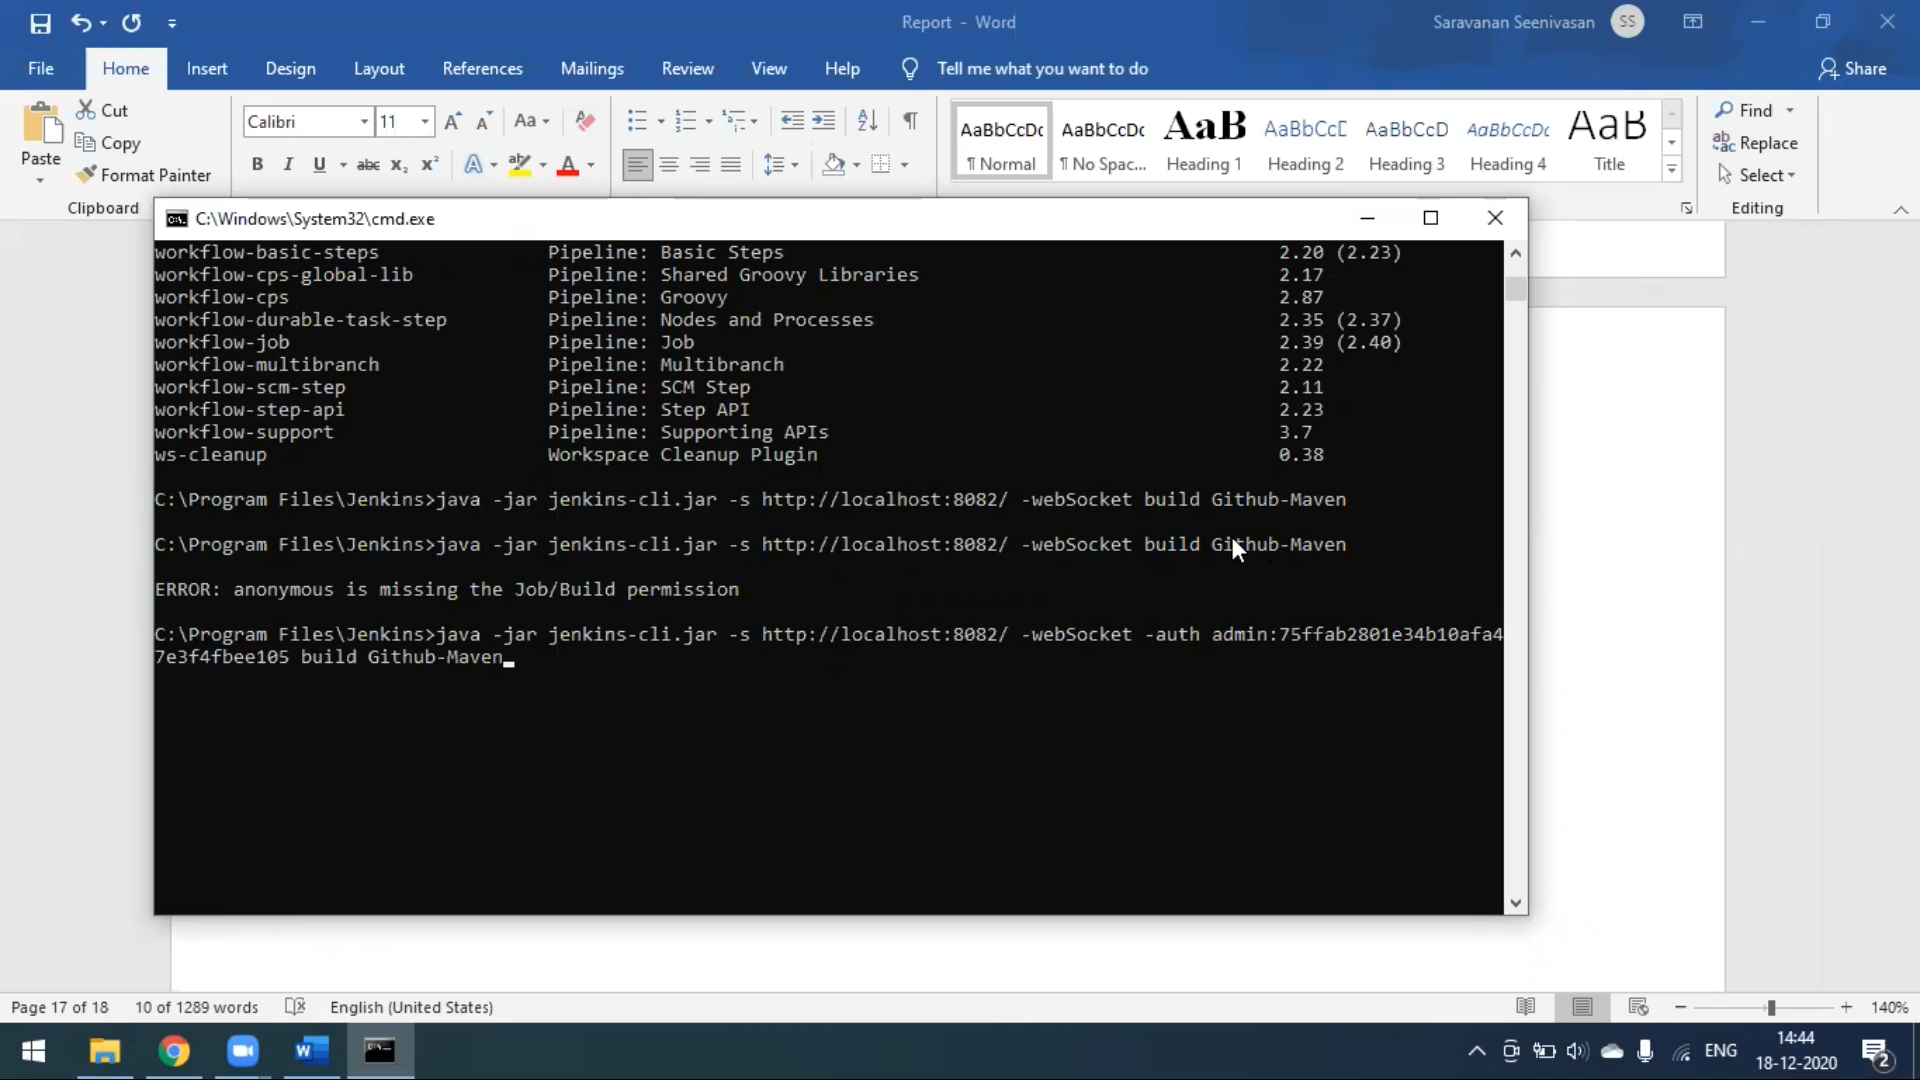 Report - Word
Saravanan Seenivasan
SS
File
Home
Insert
Design
Layout
References
Mailings
Review
View
Help
Tell me what you want to do
Share
Paste
Cut
Copy
Format Painter
Clipboard
Calibri
11
AaBbCcDc
¶ Normal
AaBbCcDc
¶ No Spac...
AaB
Heading 1
AaBbCcD
Heading 2
AaBbCcD
Heading 3
AaBbCcDc
Heading 4
AaB
Title
Find
Replace
Select
Editing
C:\Windows\System32\cmd.exe
workflow-basic-steps Pipeline: Basic Steps 2.20 (2.23)
workflow-cps-global-lib Pipeline: Shared Groovy Libraries 2.17
workflow-cps Pipeline: Groovy 2.87
workflow-durable-task-step Pipeline: Nodes and Processes 2.35 (2.37)
workflow-job Pipeline: Job 2.39 (2.40)
workflow-multibranch Pipeline: Multibranch 2.22
workflow-scm-step Pipeline: SCM Step 2.11
workflow-step-api Pipeline: Step API 2.23
workflow-support Pipeline: Supporting APIs 3.7
ws-cleanup Workspace Cleanup Plugin 0.38
C:\Program Files\Jenkins>java -jar jenkins-cli.jar -s http://localhost:8082/ -webSocket build Github-Maven
C:\Program Files\Jenkins>java -jar jenkins-cli.jar -s http://localhost:8082/ -webSocket build Github-Maven
ERROR: anonymous is missing the Job/Build permission
C:\Program Files\Jenkins>java -jar jenkins-cli.jar -s http://localhost:8082/ -webSocket -auth admin:75ffab2801e34b10afa4
7e3f4fbee105 build Github-Maven
Page 17 of 18
10 of 1289 words
English (United States)
140%
ENG
14:44
18-12-2020
2